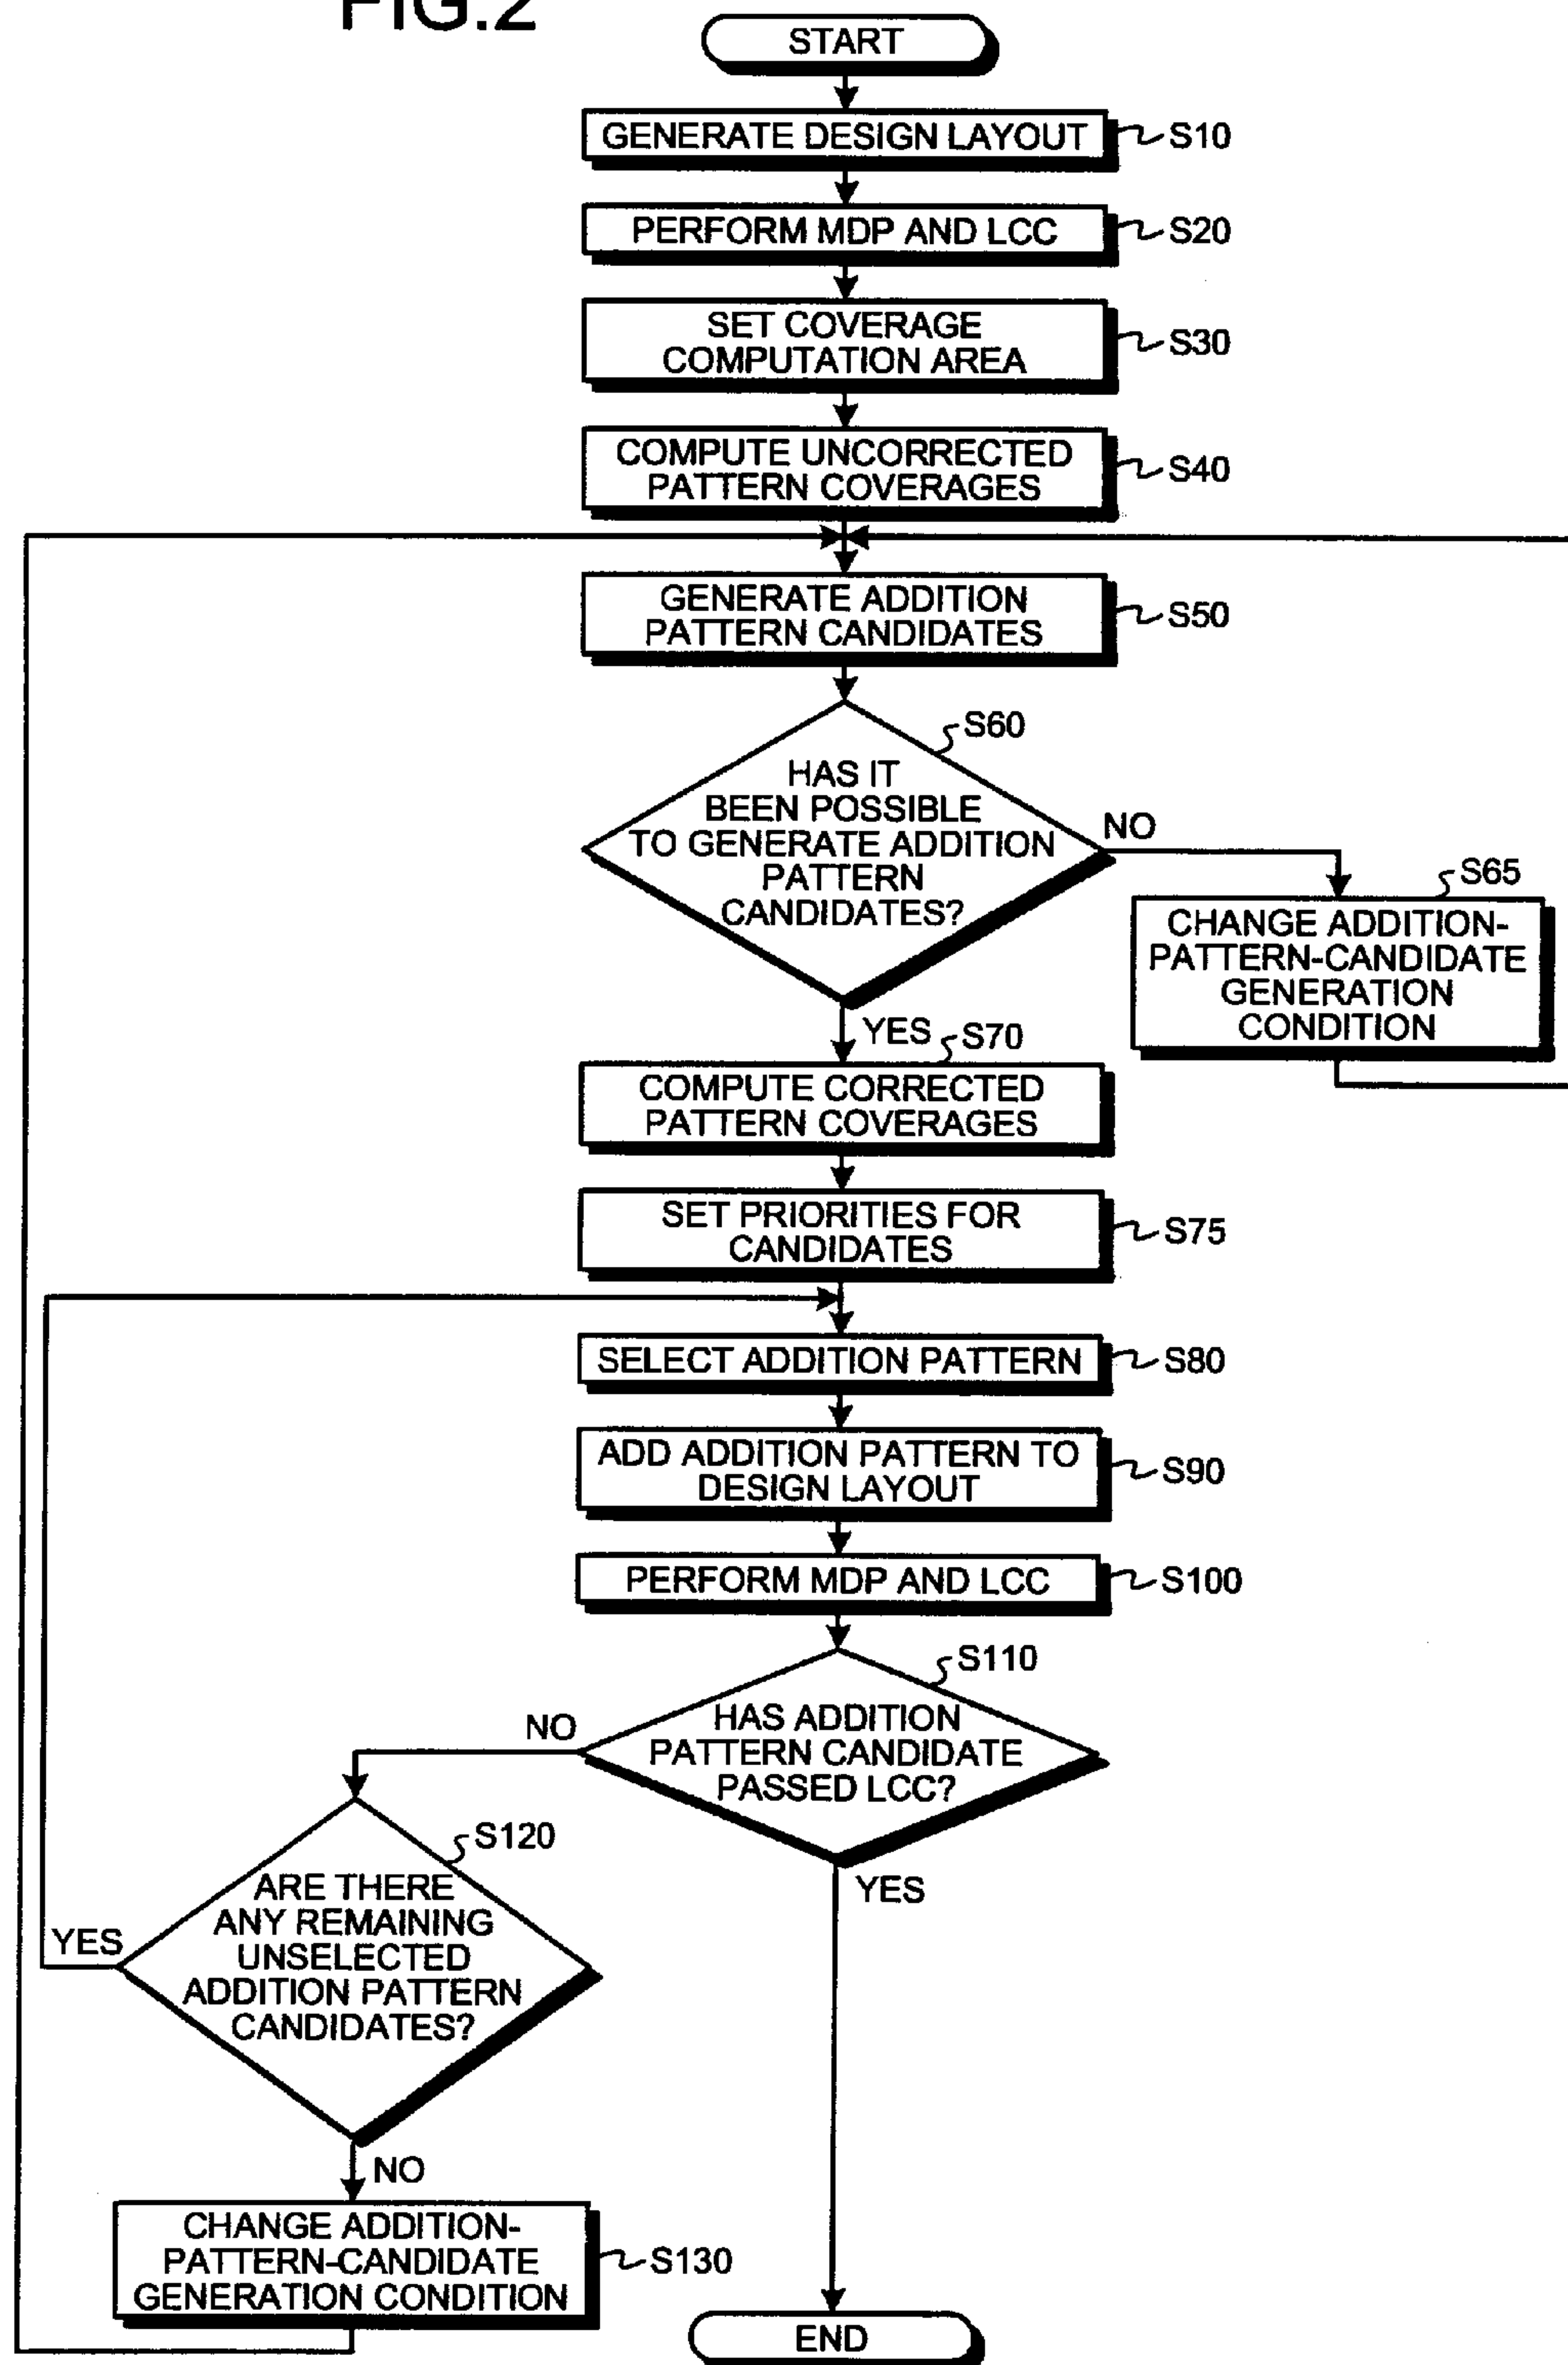 FIG.2
START
GENERATE DESIGN LAYOUT
S10
PERFORM MDP AND LCC
S20
SET COVERAGE
COMPUTATION AREA
S30
COMPUTE UNCORRECTED
PATTERN COVERAGES
S40
GENERATE ADDITION
PATTERN CANDIDATES
S50
S60
HAS IT
BEEN POSSIBLE
TO GENERATE ADDITION
PATTERN
CANDIDATES?
NO
S65
CHANGE ADDITION-
PATTERN-CANDIDATE
GENERATION
CONDITION
YES
S70
COMPUTE CORRECTED
PATTERN COVERAGES
SET PRIORITIES FOR
CANDIDATES
S75
SELECT ADDITION PATTERN
S80
ADD ADDITION PATTERN TO
DESIGN LAYOUT
S90
PERFORM MDP AND LCC
S100
S110
HAS ADDITION
PATTERN CANDIDATE
PASSED LCC?
NO
YES
S120
ARE THERE
ANY REMAINING
UNSELECTED
ADDITION PATTERN
CANDIDATES?
YES
NO
CHANGE ADDITION-
PATTERN-CANDIDATE
GENERATION CONDITION
S130
END